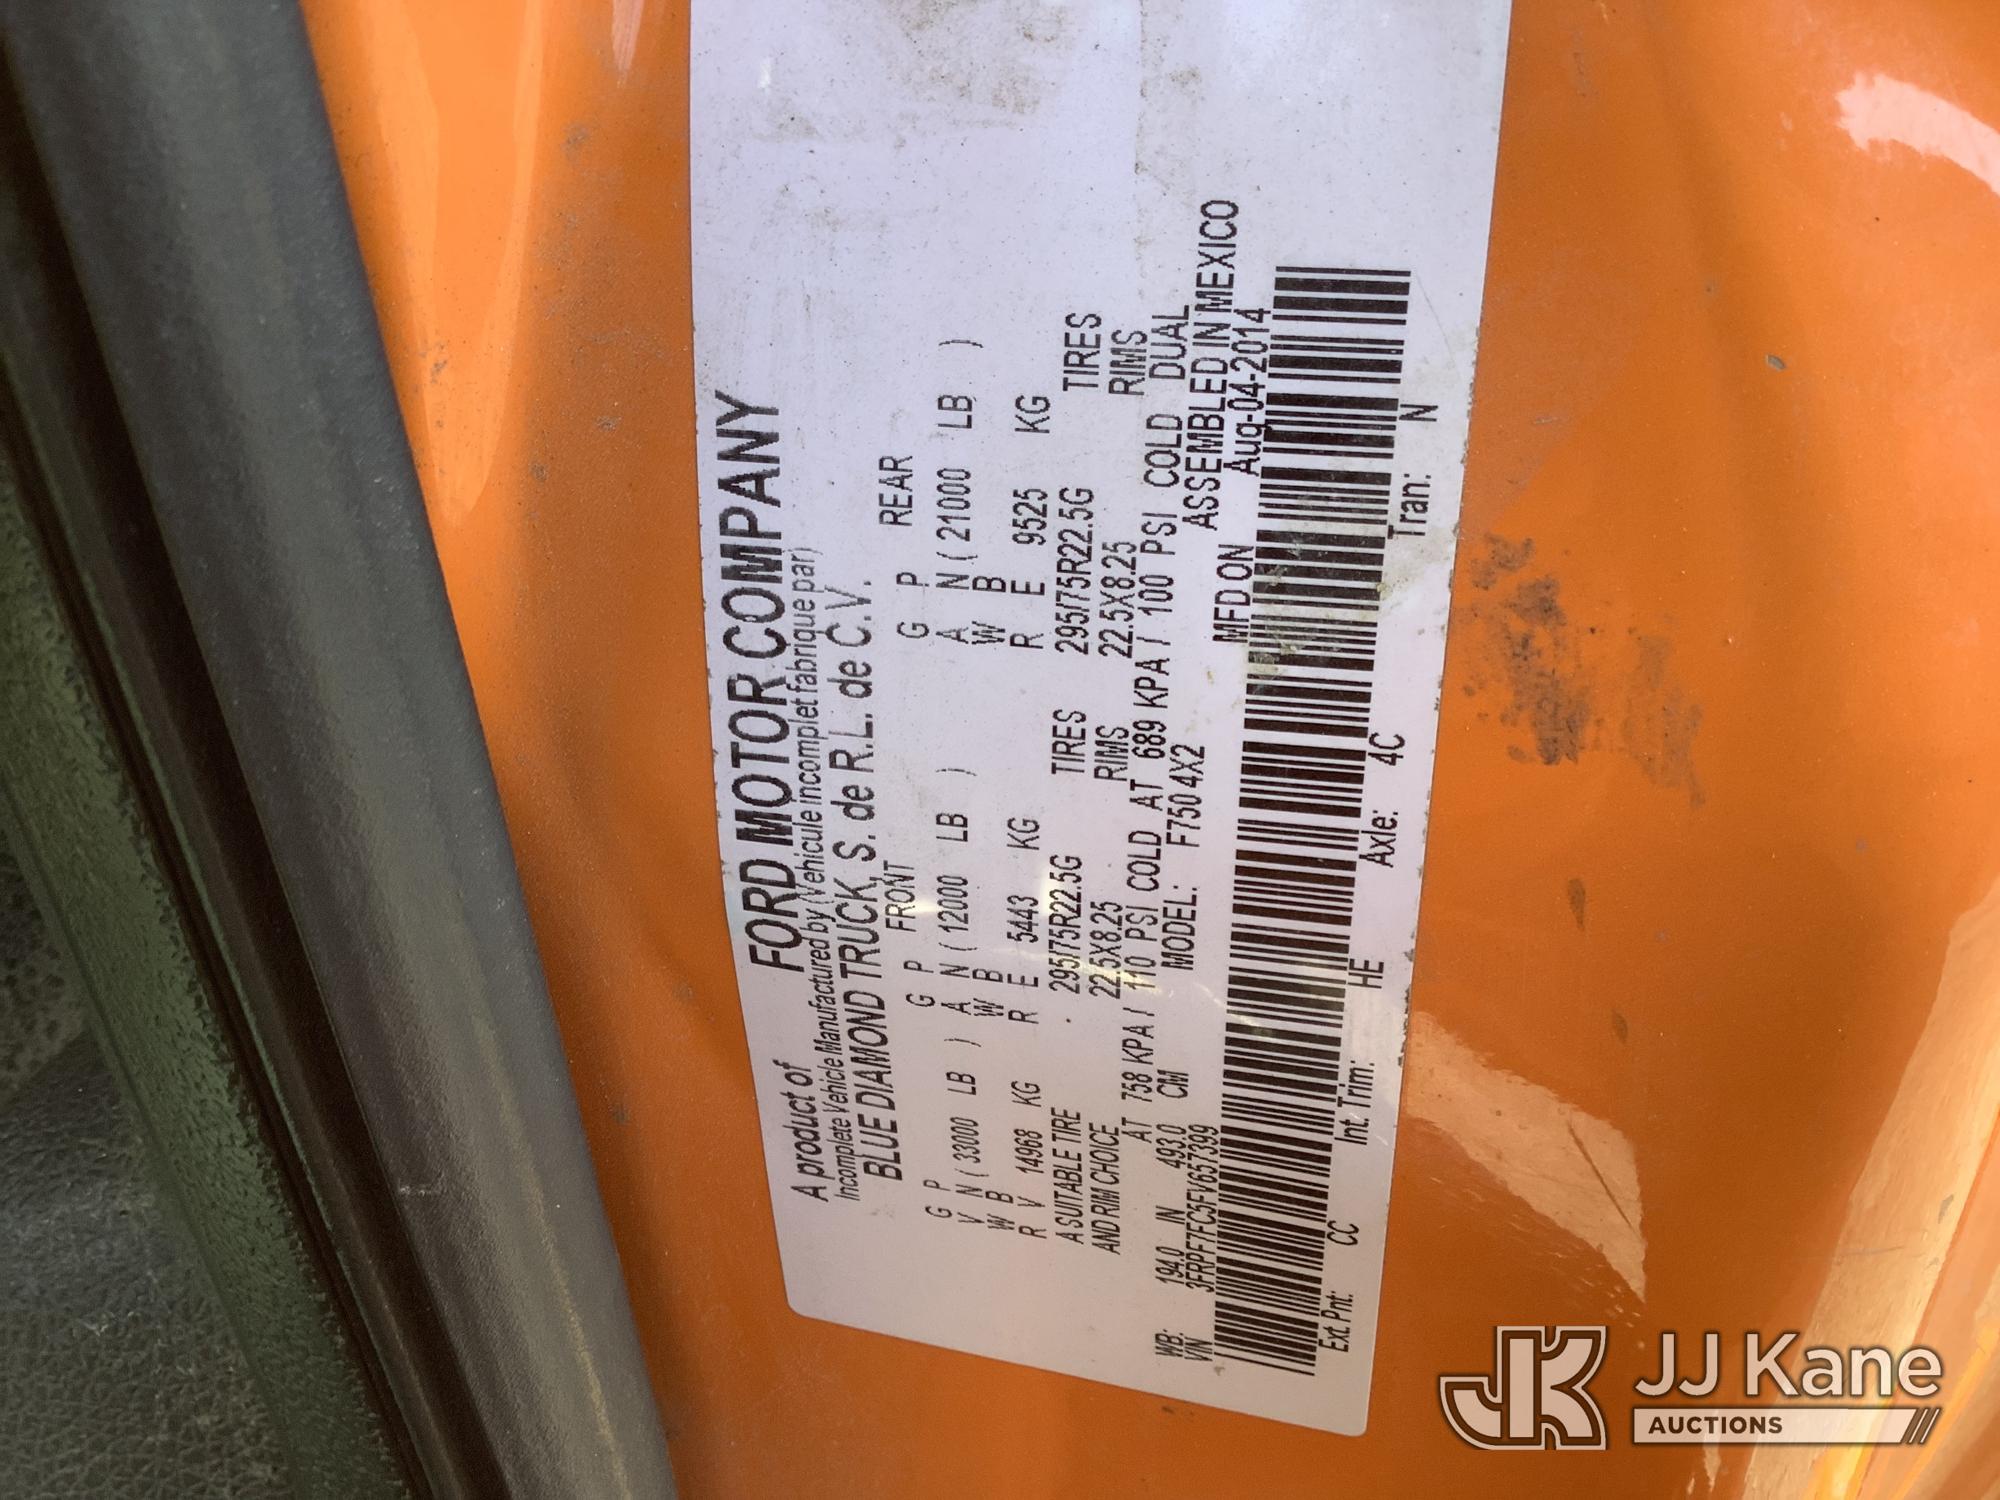 A product of FORD MOTOR COMPANY
Incomplete Vehicle Manufactured by (Vehicule incomplet fabrique par)
BLUE DIAMOND TRUCK, S. de R.L. de C.V.
FRONT REAR
G P G P G P
V N ( 33000 LB ) A N ( 12000 LB ) A N ( 21000 LB )
W B W B W B
R V 14968 KG R E 5443 KG R E 9525 KG
A SUITABLE TIRE 295/75R22.5G TIRES 295/75R22.5G TIRES
AND RIM CHOICE 22.5X8.25 RIMS 22.5X8.25 RIMS
AT 758 KPA / 110 PSI COLD AT 689 KPA / 100 PSI COLD DUAL
WB: 194.0 IN 493.0 CM MODEL: F750 4X2 ASSEMBLED IN MEXICO
VIN 3FRPF7FC5FV657399 MFD ON Aug-04-2014
Ext. Pnt: CC Int. Trim: HE Axle: 4C Tran: N
JK JJ Kane
AUCTIONS